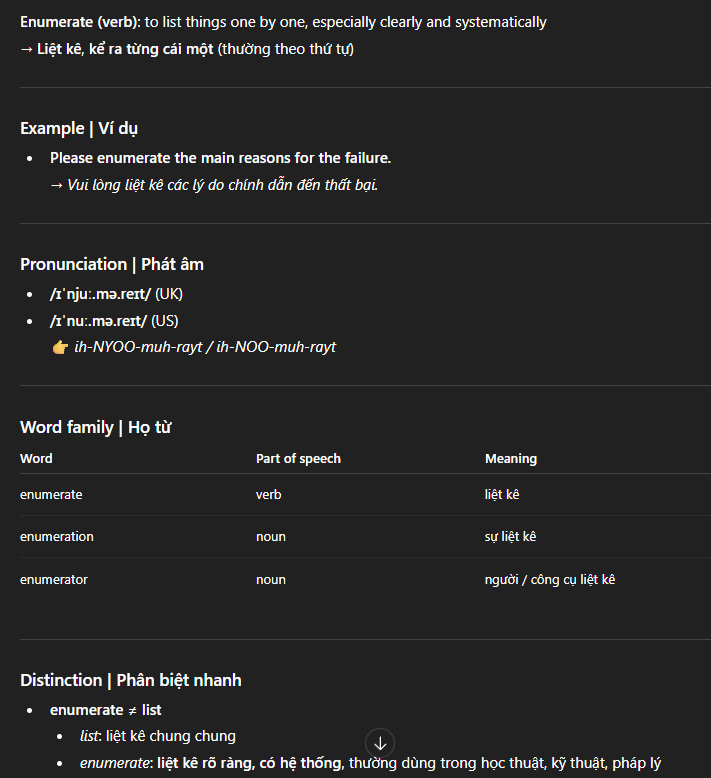 Enumerate (verb): to list things one by one, especially clearly and systematically
→ Liệt kê, kể ra từng cái một (thường theo thứ tự)
Example | Ví dụ
• Please enumerate the main reasons for the failure.
→ Vui lòng liệt kê các lý do chính dẫn đến thất bại.
Pronunciation | Phát âm
• /ɪˈnjuː.mə.reɪt/ (UK)
• /ɪˈnuː.mə.reɪt/ (US)
👉 ih-NYOO-muh-rayt / ih-NOO-muh-rayt
Word family | Họ từ
Word Part of speech Meaning
enumerate verb liệt kê
enumeration noun sự liệt kê
enumerator noun người / công cụ liệt kê
Distinction | Phân biệt nhanh
• enumerate ≠ list
• list: liệt kê chung chung
• enumerate: liệt kê rõ ràng, có hệ thống, thường dùng trong học thuật, kỹ thuật, pháp lý